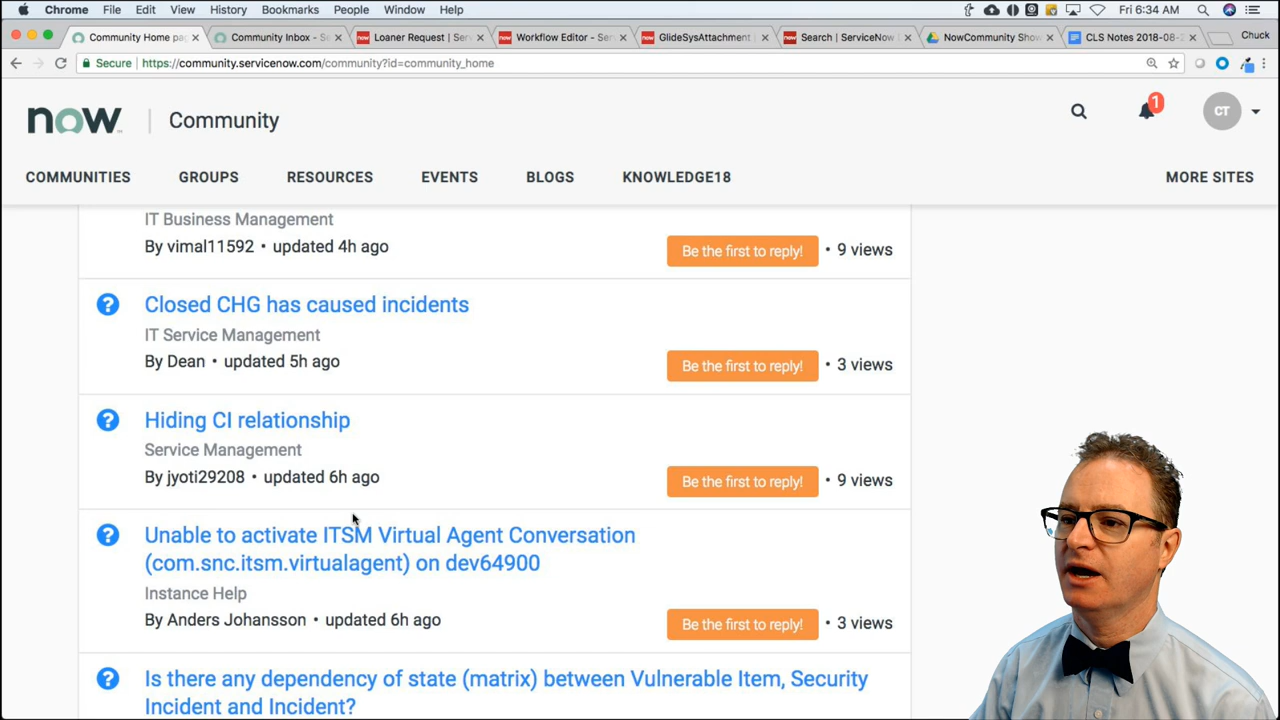 Chrome File Edit View History Bookmarks People Window Help Fri 6:34 AM
Community Home pa Community Inbox - Se Loaner Request | Serv Workflow Editor - Serv GlideSysAttachment Search | ServiceNow NowCommunity Show CLS Notes 2018-08- Chuck
Secure https://community.servicenow.com/community?id=community_home
now Community 1 CT
COMMUNITIES GROUPS RESOURCES EVENTS BLOGS KNOWLEDGE18 MORE SITES
IT Business Management
By vimal11592 • updated 4h ago Be the first to reply! • 9 views
Closed CHG has caused incidents
IT Service Management
By Dean • updated 5h ago Be the first to reply! • 3 views
Hiding CI relationship
Service Management
By jyoti29208 • updated 6h ago Be the first to reply! • 9 views
Unable to activate ITSM Virtual Agent Conversation
(com.snc.itsm.virtualagent) on dev64900
Instance Help
By Anders Johansson • updated 6h ago Be the first to reply! • 3 views
Is there any dependency of state (matrix) between Vulnerable Item, Security
Incident and Incident?